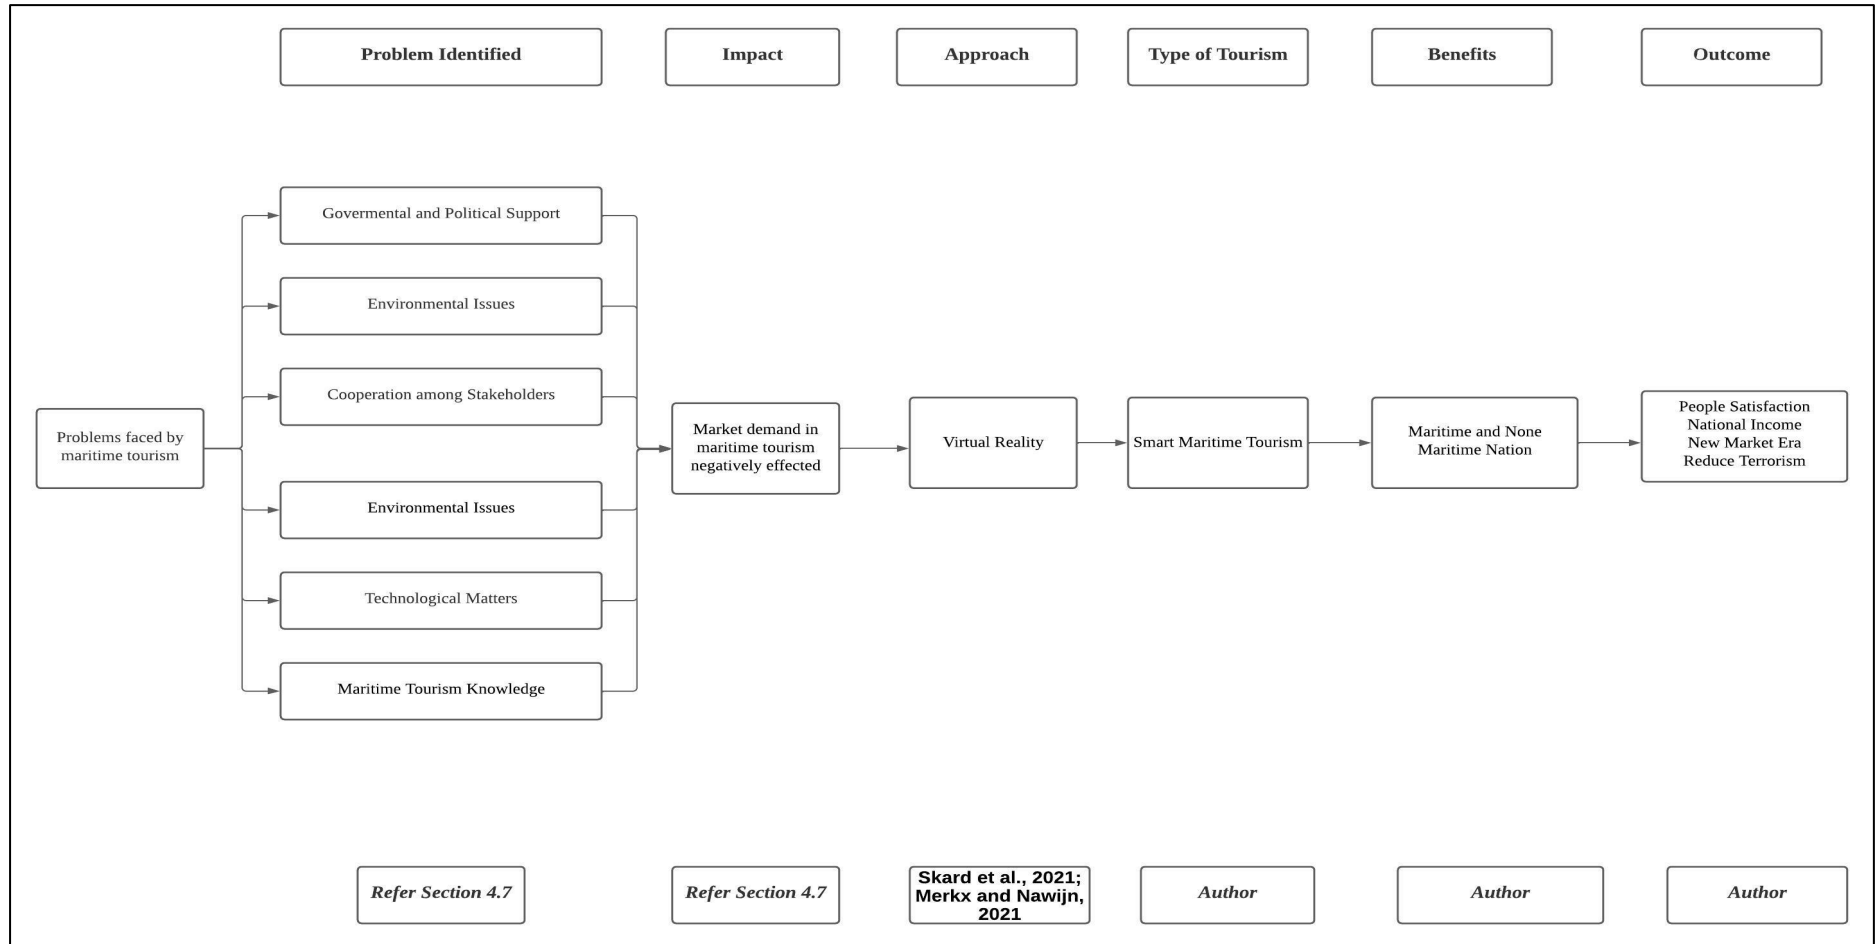 Problem Identified
Impact
Approach
Type of Tourism
Benefits
Outcome
Govermental and Political Support
Environmental Issues
Cooperation among Stakeholders
Problems faced by
maritime tourism
Environmental Issues
Technological Matters
Maritime Tourism Knowledge
Market demand in
maritime tourism
negatively effected
Virtual Reality
Smart Maritime Tourism
Maritime and None
Maritime Nation
People Satisfaction
National Income
New Market Era
Reduce Terrorism
Refer Section 4.7
Refer Section 4.7
Skard et al., 2021;
Merkx and Nawijn,
2021
Author
Author
Author